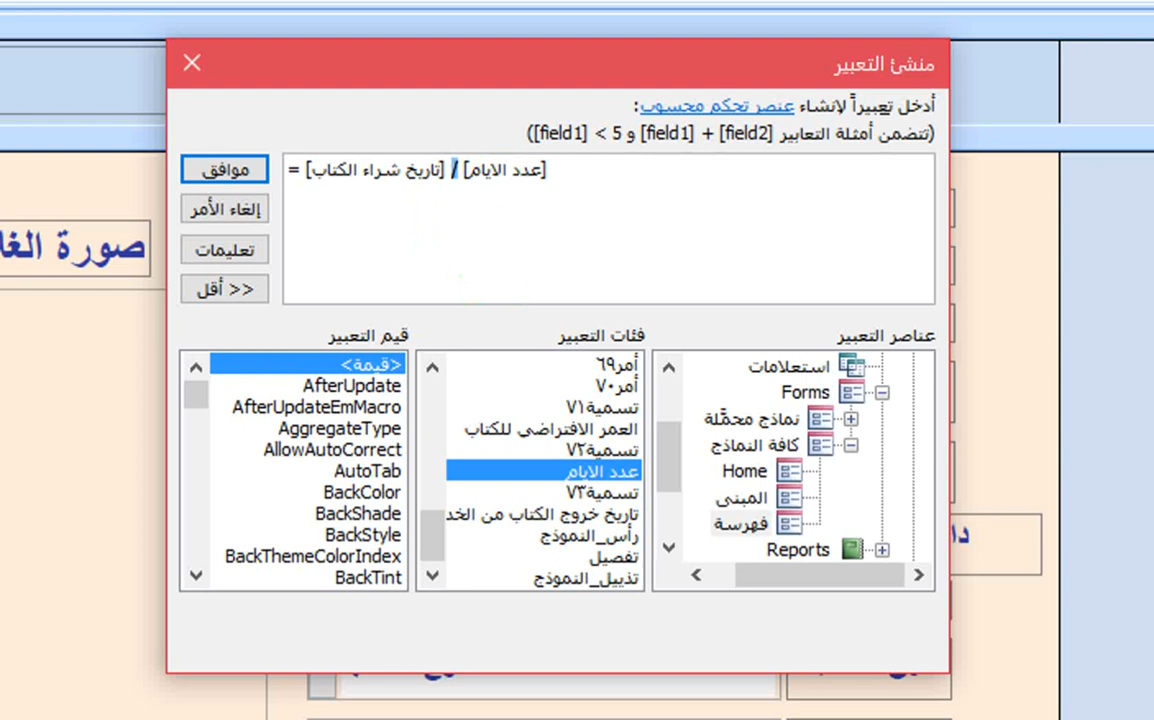 منشئ التعبير
أدخل تعبيراً لإنشاء عنصر تحكم محسوب:
(تتضمن أمثلة التعابير [field1] + [field2] و [field1] < 5)
= [تاريخ شراء الكتاب] / [عدد الايام]
موافق
إلغاء الأمر
تعليمات
<< أقل
صورة الغلا
عناصر التعبير
استعلامات
Forms
نماذج محمَّلة
كافة النماذج
Home
المبنى
فهرسة
Reports
فئات التعبير
أمر٦٩
أمر٧٠
تسمية٧١
العمر الافتراضي للكتاب
تسمية٧٢
عدد الايام
تسمية٧٣
تاريخ خروج الكتاب من الخد
رأس_النموذج
تفصيل
تذييل_النموذج
قيم التعبير
<قيمة>
AfterUpdate
AfterUpdateEmMacro
AggregateType
AllowAutoCorrect
AutoTab
BackColor
BackShade
BackStyle
BackThemeColorIndex
BackTint